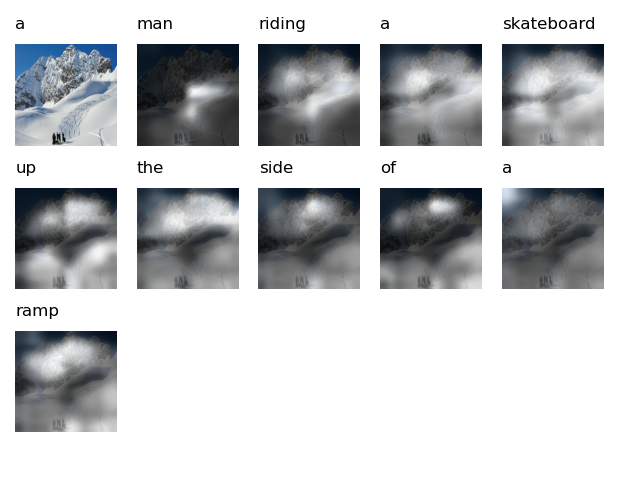 a man riding a skateboard
up the side of a
ramp